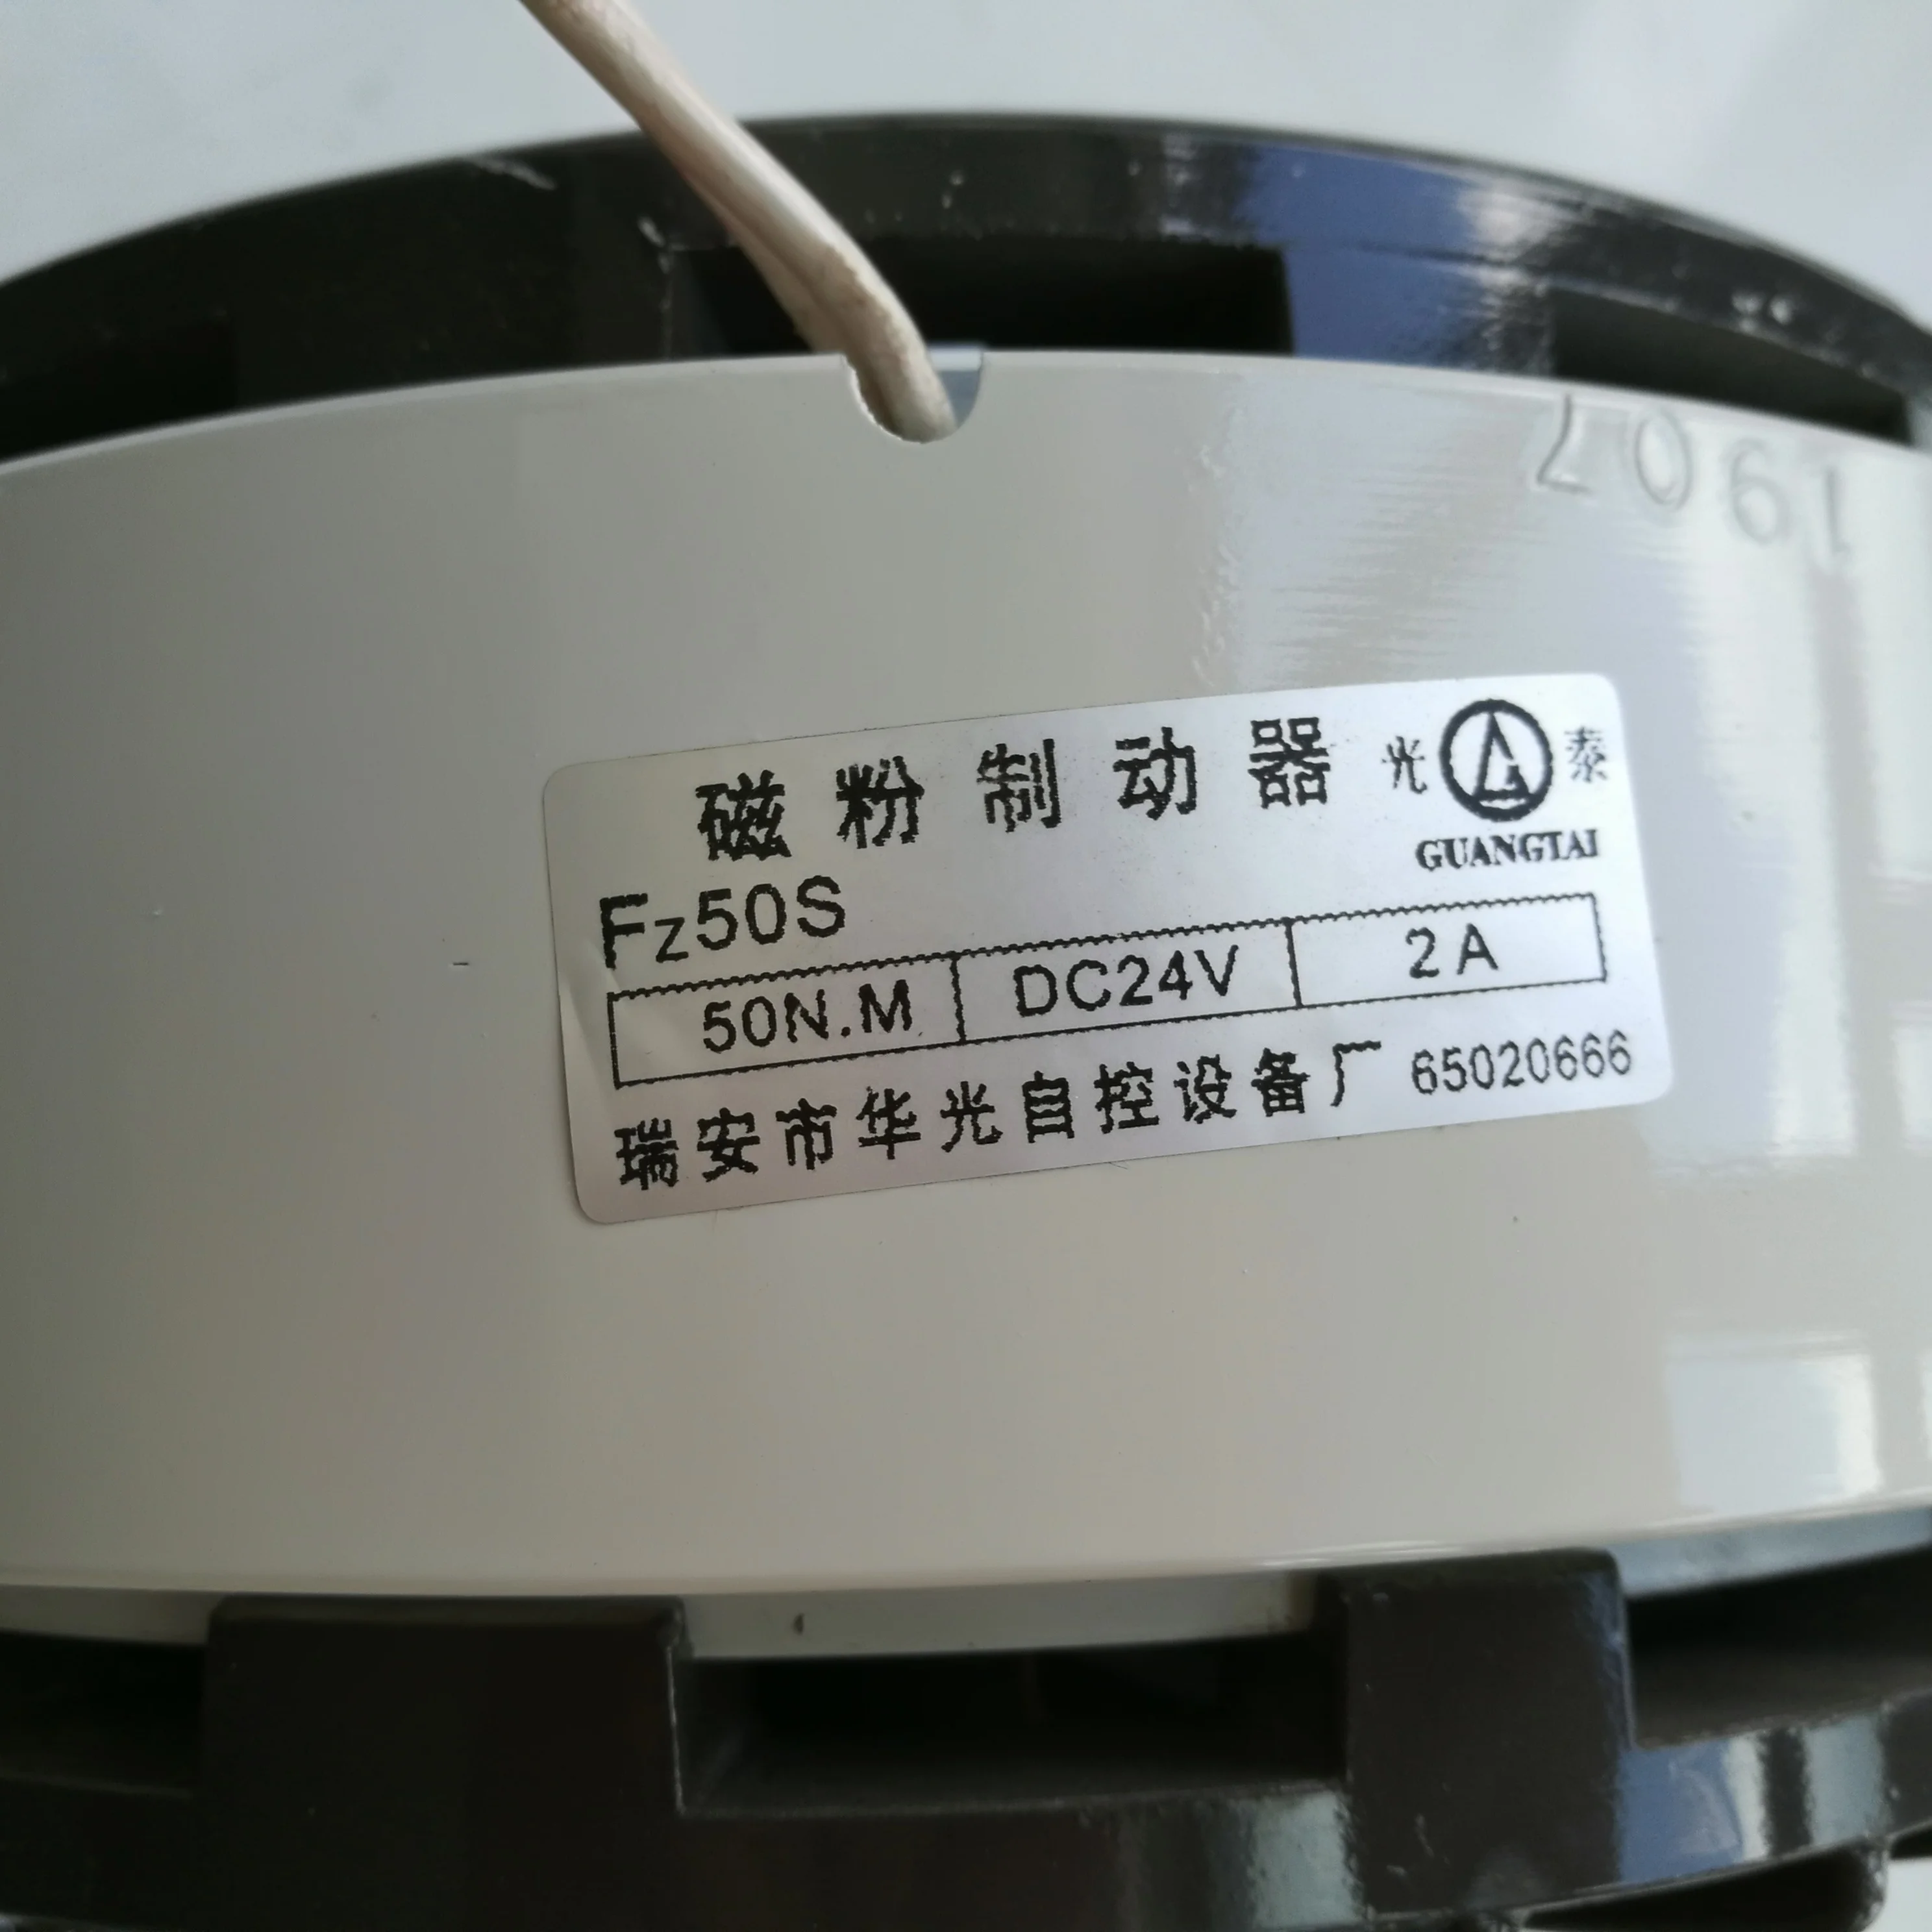 1907
磁粉制动器 光 泰
GUANGTAI
Fz50S
50N.M DC24V 2A
瑞安市华光自控设备厂 65020666